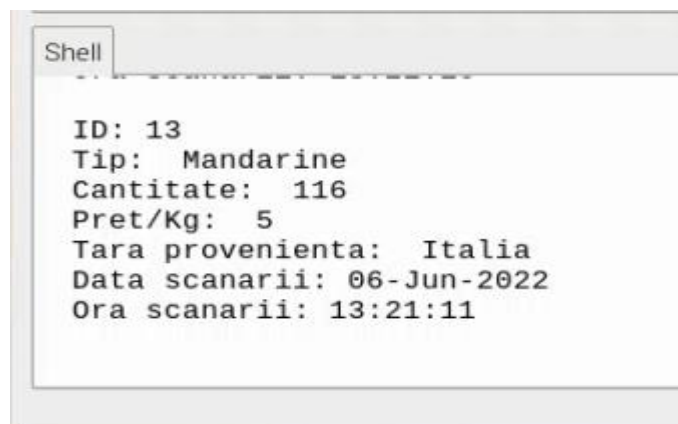 Shell
ID: 13
Tip:  Mandarine
Cantitate:  116
Pret/Kg:  5
Tara provenienta:  Italia
Data scanarii: 06-Jun-2022
Ora scanarii: 13:21:11